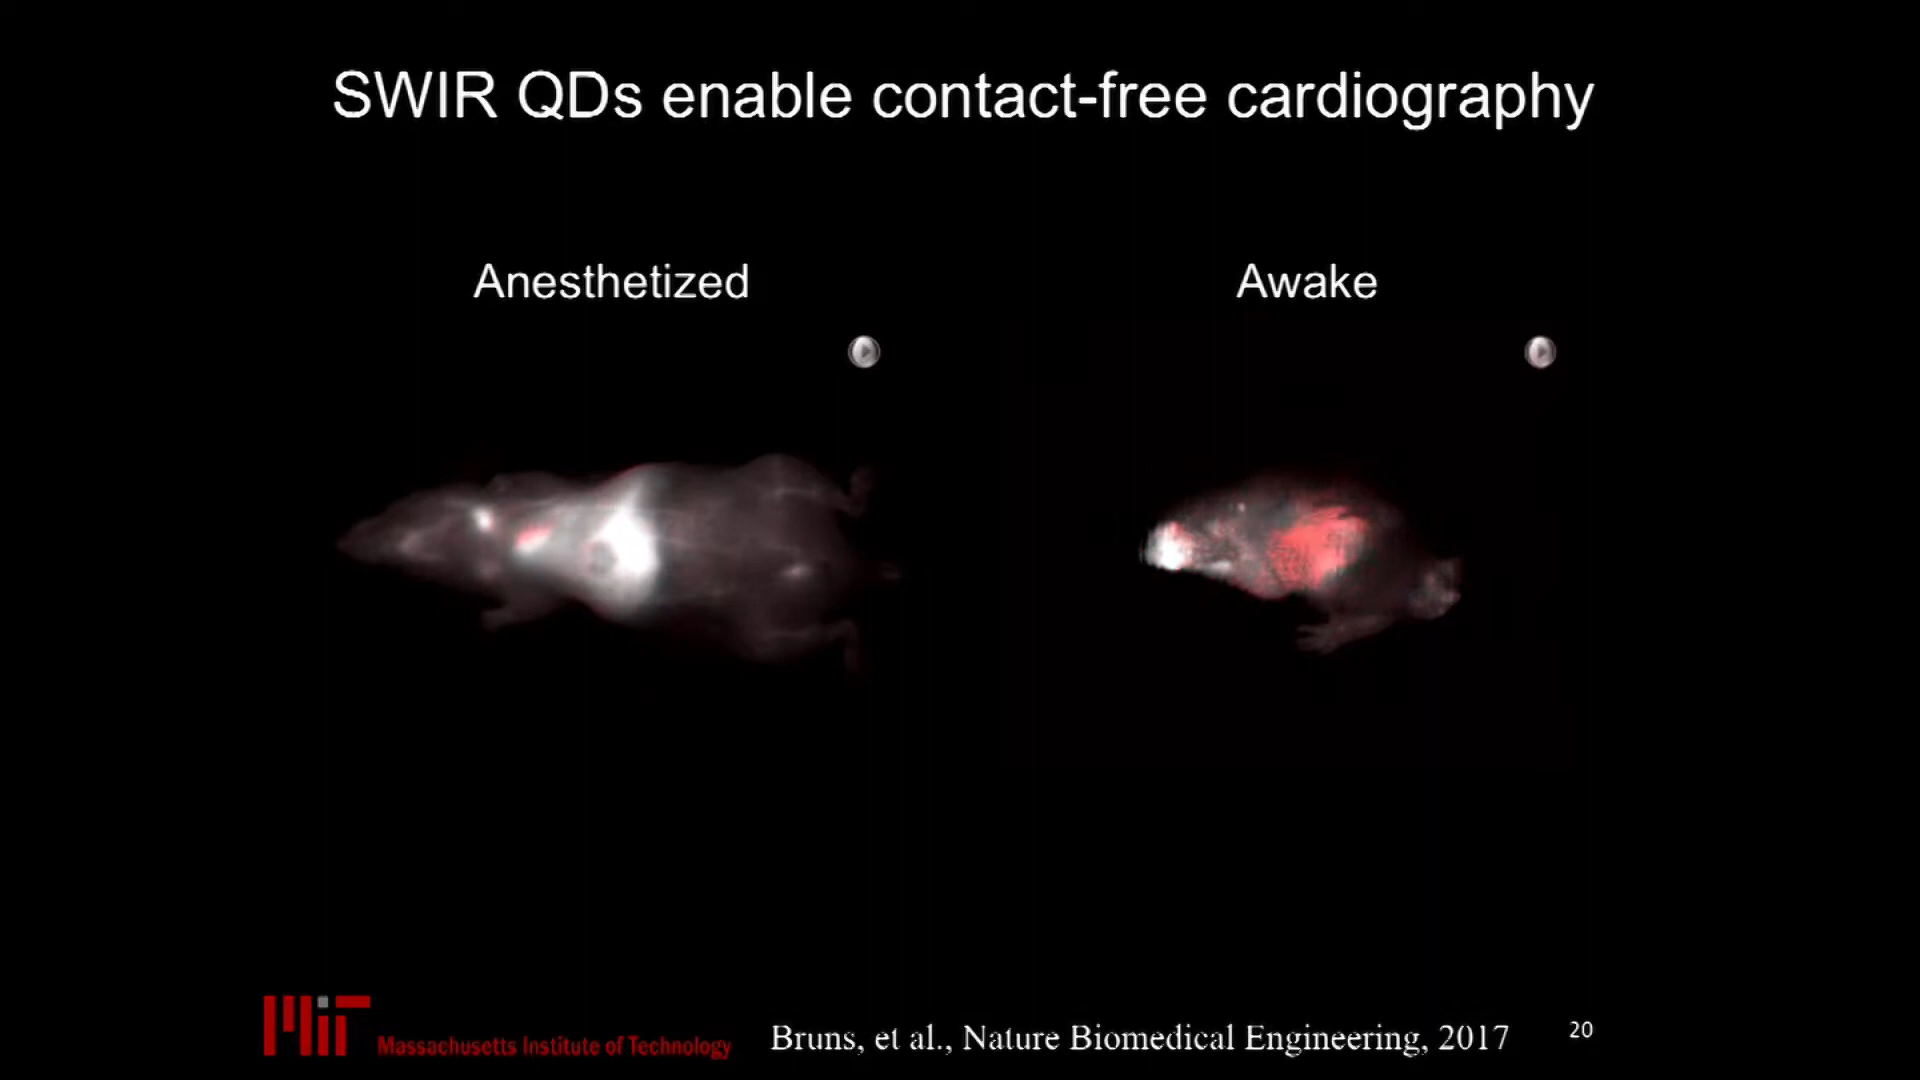 SWIR QDs enable contact-free cardiography
Anesthetized
Awake
Massachusetts Institute of Technology
Bruns, et al., Nature Biomedical Engineering, 2017
20